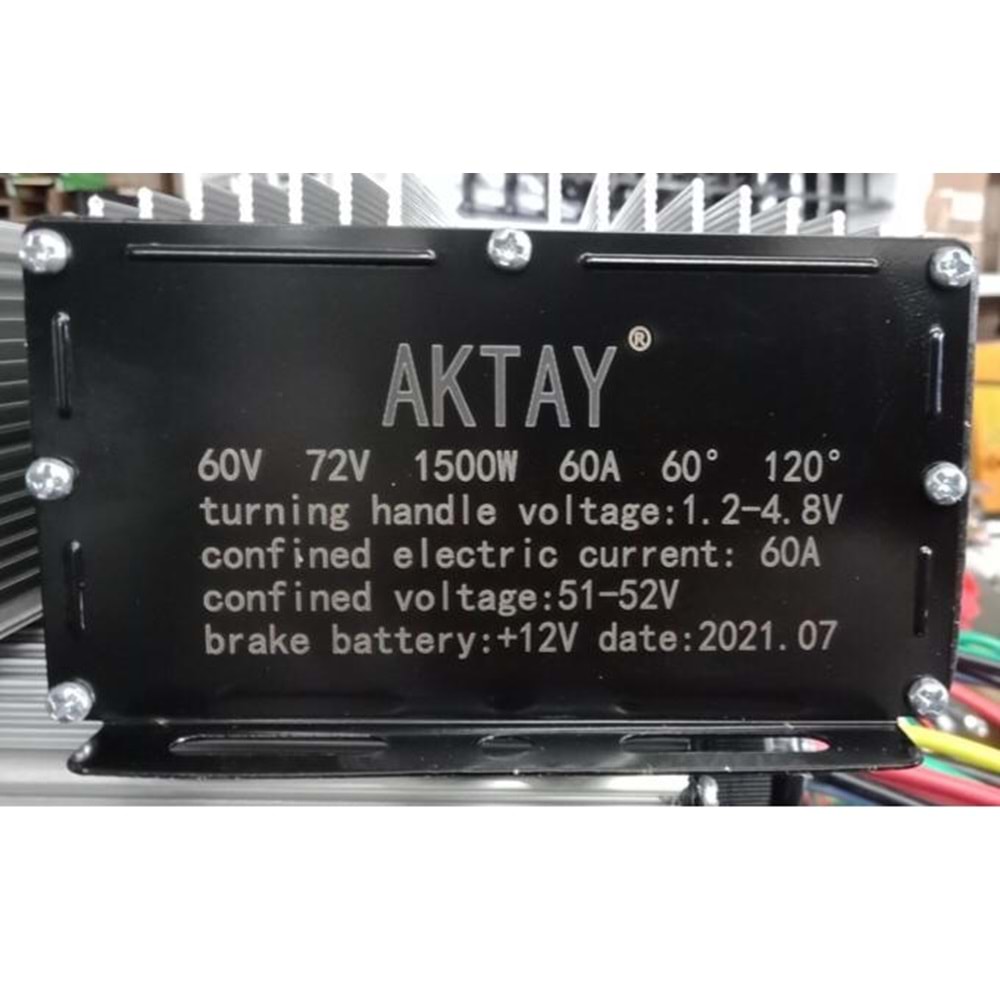 AKTAY®
60V 72V 1500W 60A 60° 120°
turning handle voltage:1.2-4.8V
confined electric current: 60A
confined voltage:51-52V
brake battery:+12V date:2021.07